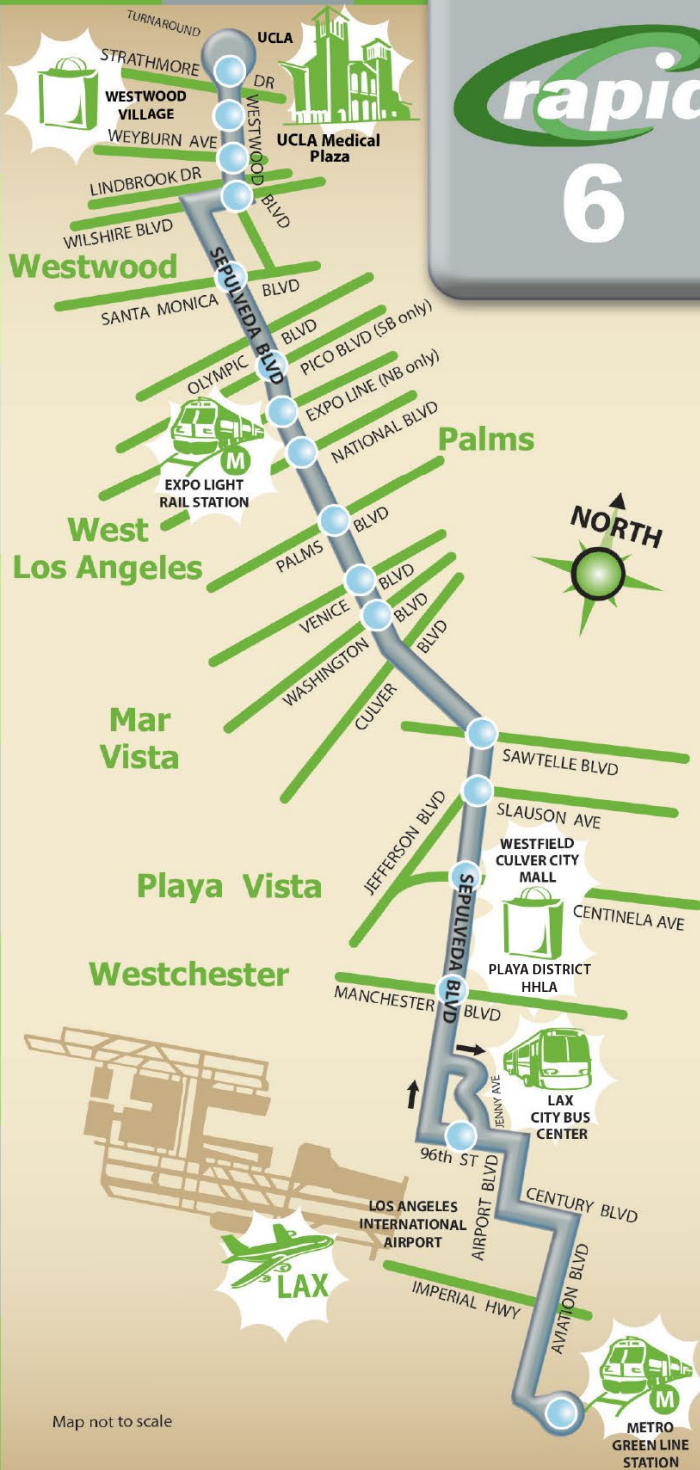 TURNAROUND
UCLA
STRATHMORE DR
WESTWOOD
VILLAGE
WEYBURN AVE
WESTWOOD BLVD
UCLA Medical
Plaza
rapid
6
LINDBROOK DR
WILSHIRE BLVD
Westwood
SEPULVEDA BLVD
SANTA MONICA BLVD
OLYMPIC BLVD
PICO BLVD (SB only)
EXPO LINE (NB only)
NATIONAL BLVD
M
EXPO LIGHT
RAIL STATION
Palms
West
Los Angeles
PALMS BLVD
NORTH
VENICE BLVD
WASHINGTON BLVD
CULVER BLVD
Mar
Vista
SAWTELLE BLVD
SLAUSON AVE
JEFFERSON BLVD
WESTFIELD
CULVER CITY
MALL
Playa Vista
SEPULVEDA BLVD
CENTINELA AVE
PLAYA DISTRICT
HHLA
Westchester
MANCHESTER BLVD
JENNY AVE
LAX
CITY BUS
CENTER
96th ST
AIRPORT BLVD
CENTURY BLVD
LOS ANGELES
INTERNATIONAL
AIRPORT
LAX
AVIATION BLVD
IMPERIAL HWY
M
METRO
GREEN LINE
STATION
Map not to scale